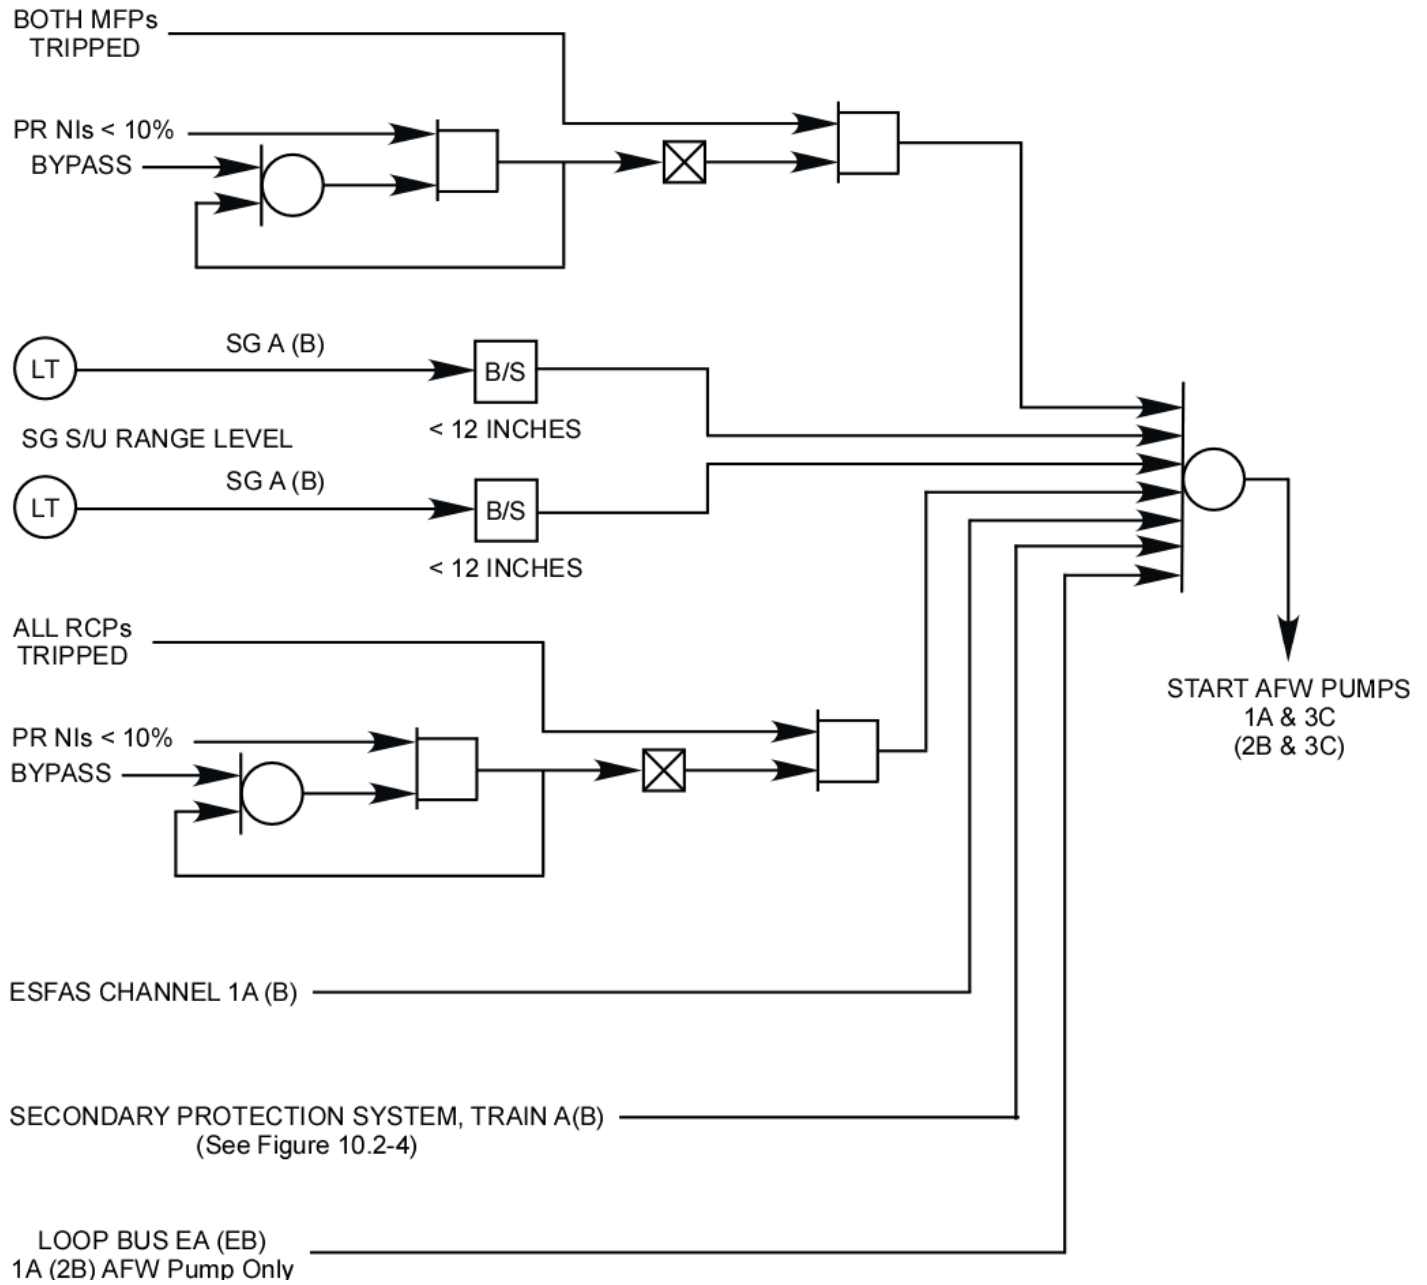 BOTH MFPs
TRIPPED
PR NIs < 10%
BYPASS
LT
SG A (B)
B/S
< 12 INCHES
SG S/U RANGE LEVEL
LT
SG A (B)
B/S
< 12 INCHES
START AFW PUMPS
1A & 3C
(2B & 3C)
ALL RCPs
TRIPPED
PR NIs < 10%
BYPASS
ESFAS CHANNEL 1A (B)
SECONDARY PROTECTION SYSTEM, TRAIN A(B)
(See Figure 10.2-4)
LOOP BUS EA (EB)
1A (2B) AFW Pump Only